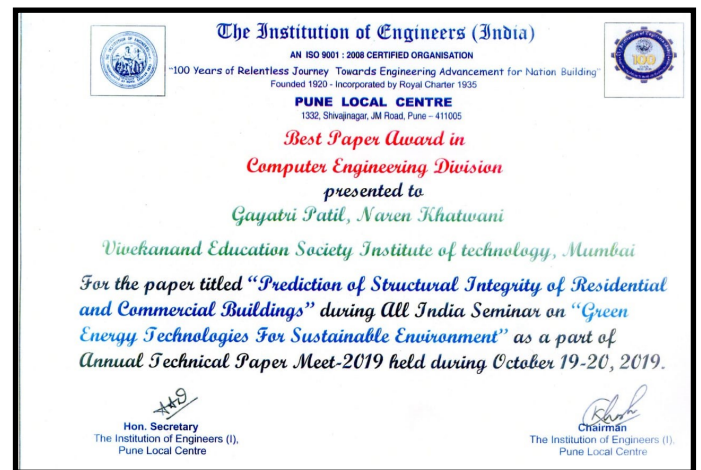 The Institution of Engineers (India)
AN ISO 9001 : 2008 CERTIFIED ORGANISATION
"100 Years of Relentless Journey Towards Engineering Advancement for Nation Building"
Founded 1920 - Incorporated by Royal Charter 1935
PUNE LOCAL CENTRE
1332, Shivajinagar, JM Road, Pune – 411005
Best Paper Award in
Computer Engineering Division
presented to
Gayatri Patil, Naren Khatwani
Vivekanand Education Society Institute of technology, Mumbai
For the paper titled "Prediction of Structural Integrity of Residential
and Commercial Buildings" during All India Seminar on "Green
Energy Technologies For Sustainable Environment" as a part of
Annual Technical Paper Meet-2019 held during October 19-20, 2019.
Hon. Secretary
The Institution of Engineers (I),
Pune Local Centre
Chairman
The Institution of Engineers (I),
Pune Local Centre